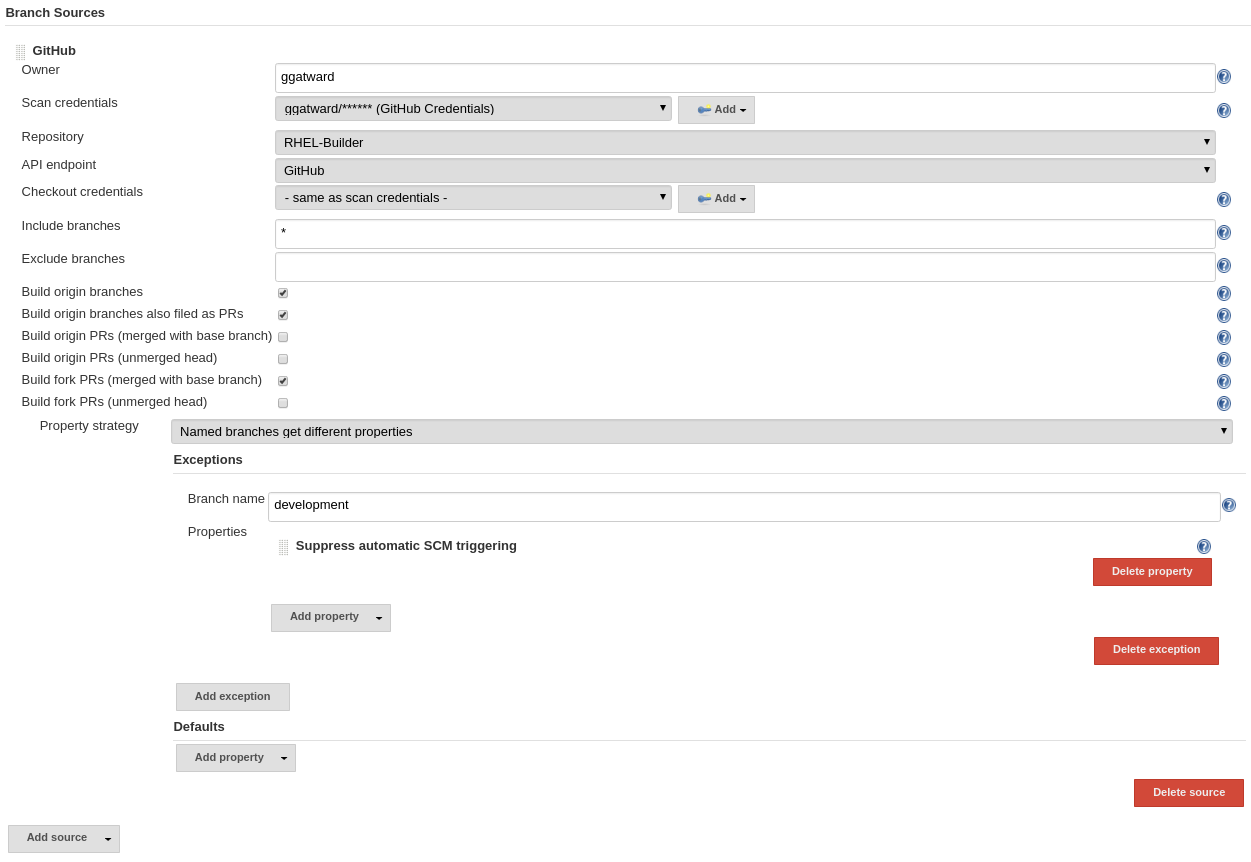 Branch Sources
GitHub
Owner
ggatward
Scan credentials
ggatward/****** (GitHub Credentials)
Add
Repository
RHEL-Builder
API endpoint
GitHub
Checkout credentials
- same as scan credentials -
Add
Include branches
*
Exclude branches
Build origin branches
Build origin branches also filed as PRs
Build origin PRs (merged with base branch)
Build origin PRs (unmerged head)
Build fork PRs (merged with base branch)
Build fork PRs (unmerged head)
Property strategy
Named branches get different properties
Exceptions
Branch name
development
Properties
Suppress automatic SCM triggering
Delete property
Add property
Delete exception
Add exception
Defaults
Add property
Delete source
Add source